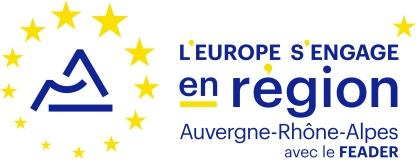 L'EUROPE S'ENGAGE
en région
Auvergne-Rhône-Alpes
avec le FEADER